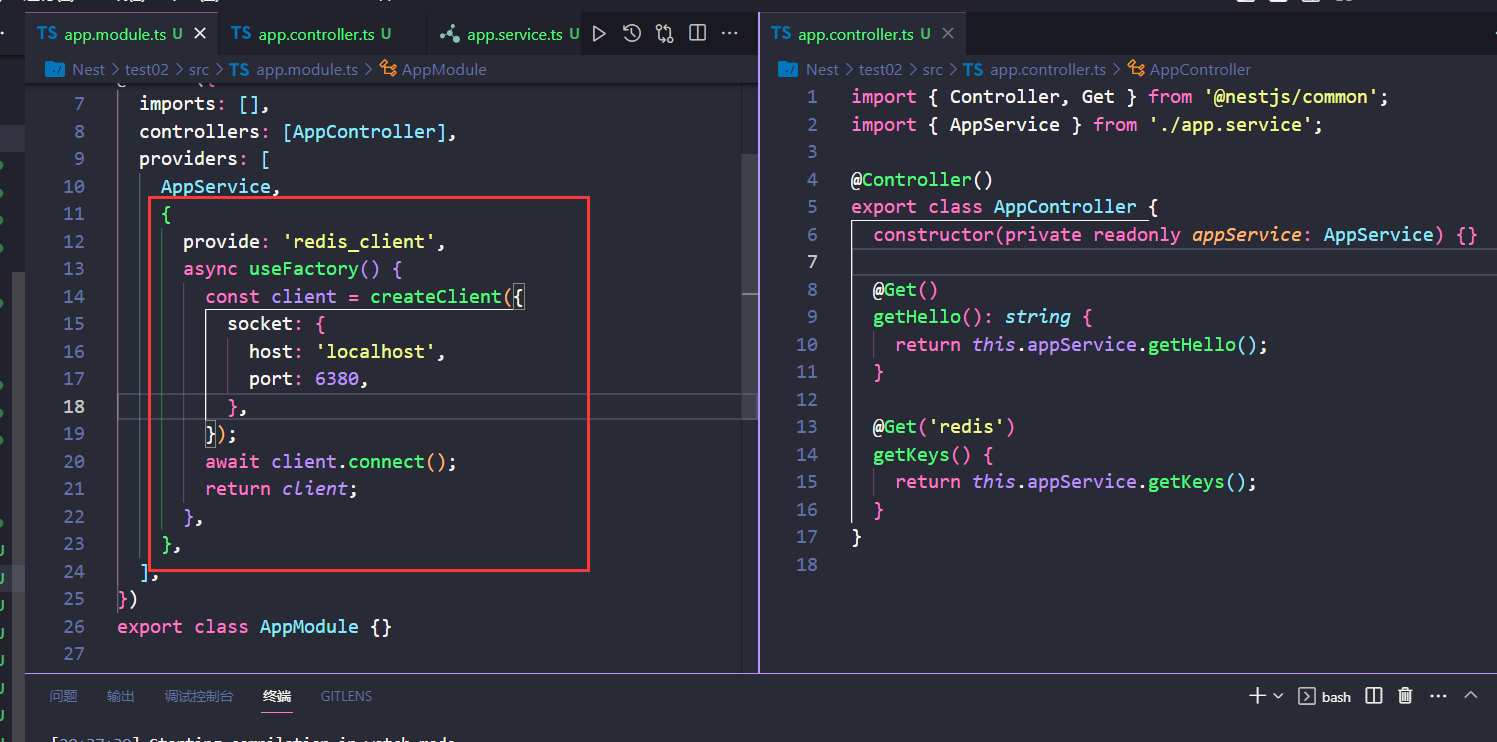 TS app.module.ts U ×
TS app.controller.ts U
app.service.ts U
Nest > test02 > src > TS app.module.ts > AppModule
7 imports: [],
8 controllers: [AppController],
9 providers: [
10 AppService,
11 {
12 provide: 'redis_client',
13 async useFactory() {
14 const client = createClient({
15 socket: {
16 host: 'localhost',
17 port: 6380,
18 },
19 });
20 await client.connect();
21 return client;
22 },
23 },
24 ],
25 })
26 export class AppModule {}
27
TS app.controller.ts U ×
Nest > test02 > src > TS app.controller.ts > AppController
1 import { Controller, Get } from '@nestjs/common';
2 import { AppService } from './app.service';
3
4 @Controller()
5 export class AppController {
6 constructor(private readonly appService: AppService) {}
7
8 @Get()
9 getHello(): string {
10 return this.appService.getHello();
11 }
12
13 @Get('redis')
14 getKeys() {
15 return this.appService.getKeys();
16 }
17 }
18
问题 输出 调试控制台 终端 GITLENS
bash
Starting compilation in watch mode